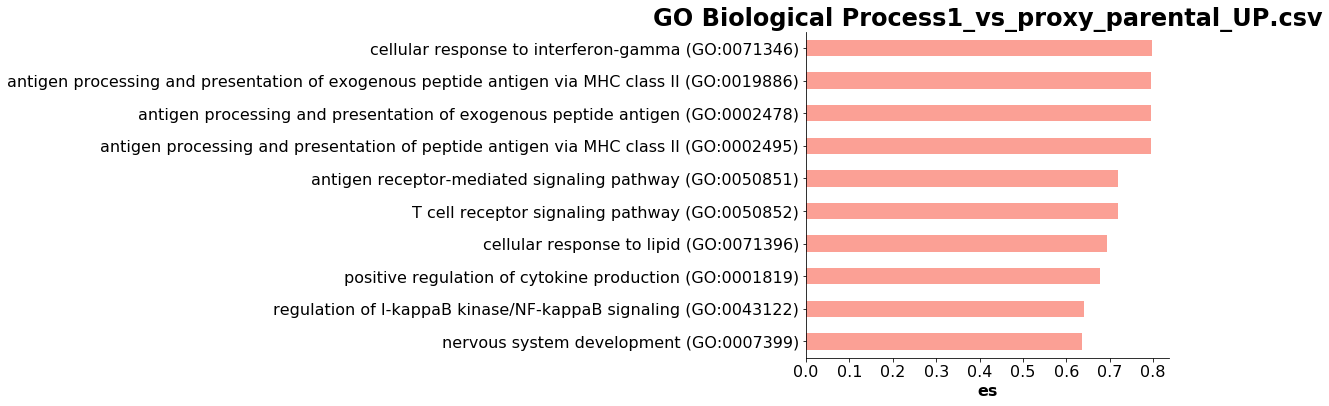 GO Biological Process1_vs_proxy_parental_UP.csv
cellular response to interferon-gamma (GO:0071346)
antigen processing and presentation of exogenous peptide antigen via MHC class II (GO:0019886)
antigen processing and presentation of exogenous peptide antigen (GO:0002478)
antigen processing and presentation of peptide antigen via MHC class II (GO:0002495)
antigen receptor-mediated signaling pathway (GO:0050851)
T cell receptor signaling pathway (GO:0050852)
cellular response to lipid (GO:0071396)
positive regulation of cytokine production (GO:0001819)
regulation of I-kappaB kinase/NF-kappaB signaling (GO:0043122)
nervous system development (GO:0007399)
0.0 0.1 0.2 0.3 0.4 0.5 0.6 0.7 0.8
es